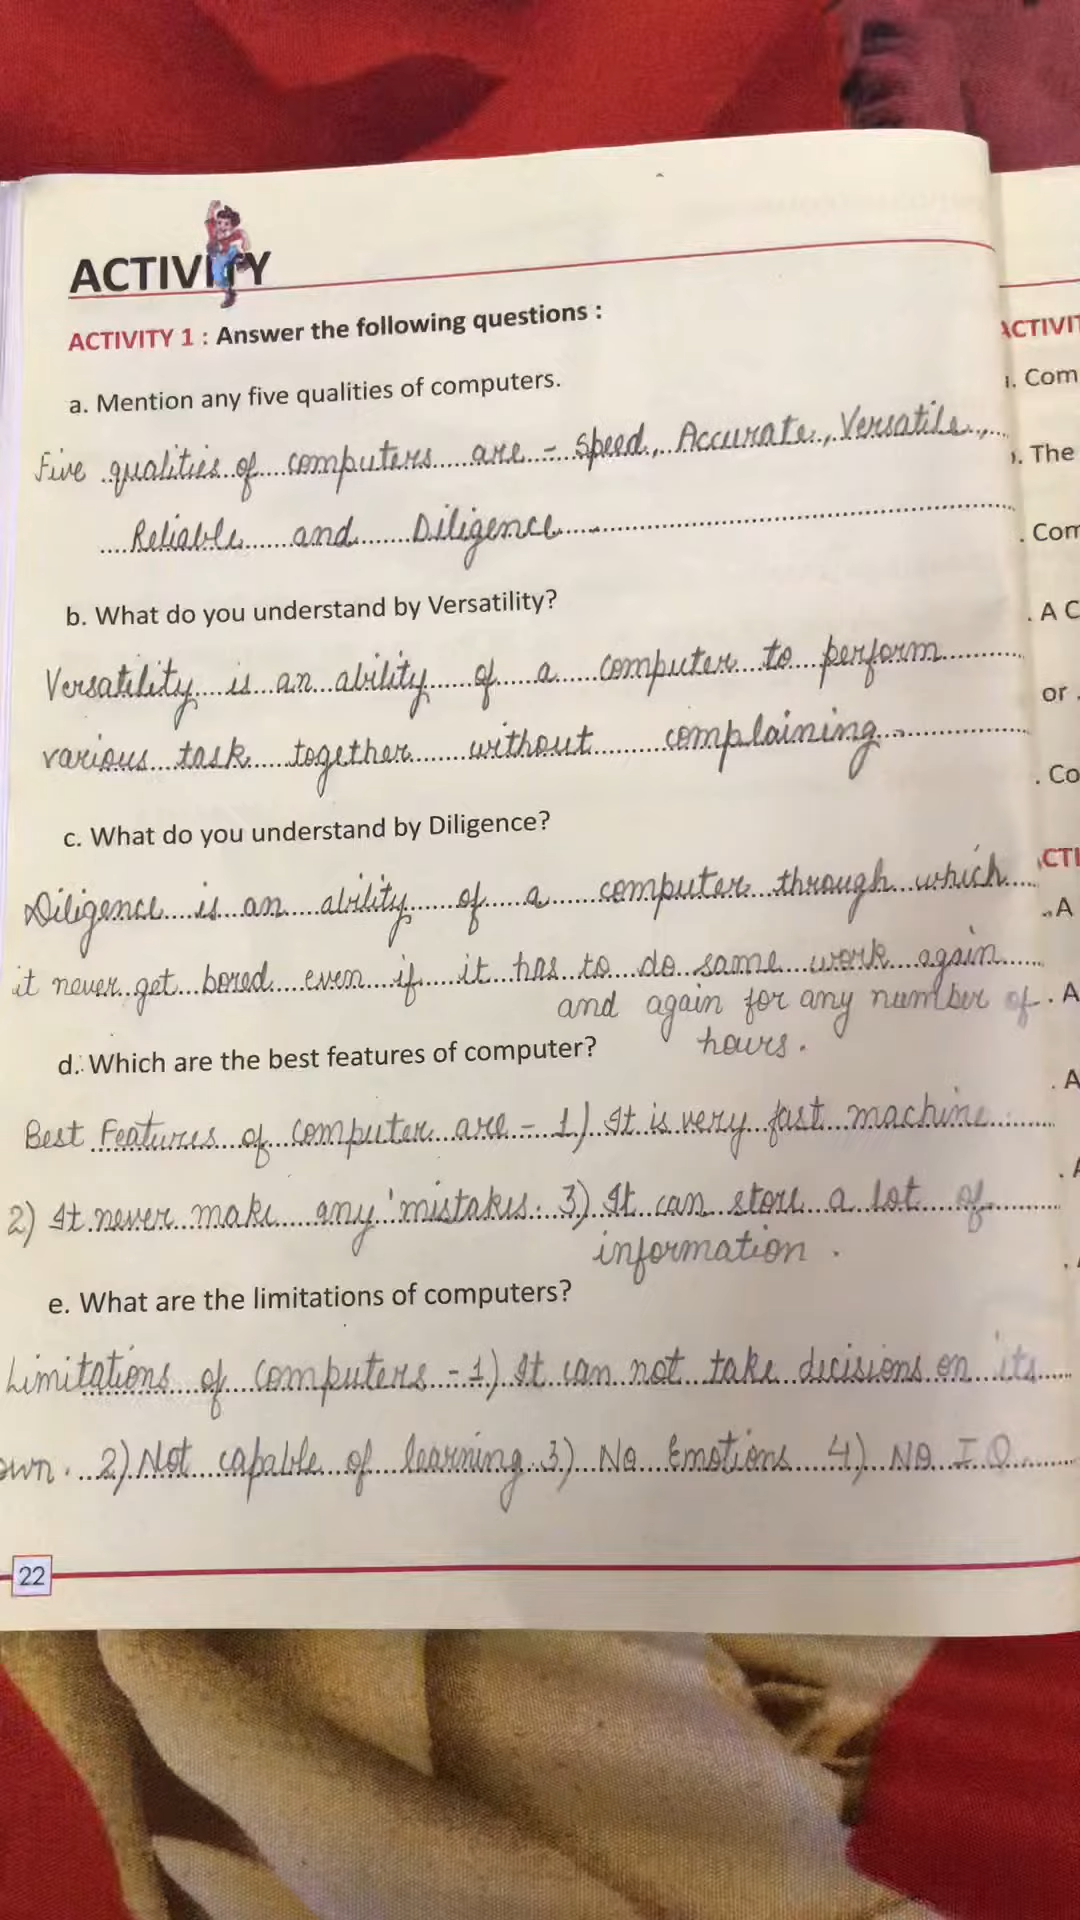 ACTIVITY
ACTIVITY 1 : Answer the following questions :
a. Mention any five qualities of computers.
Five qualities of computers are - speed, Accurate, Versatile,
Reliable and Diligence
b. What do you understand by Versatility?
Versatility is an ability of a computer to perform
various task together without complaining.
c. What do you understand by Diligence?
Diligence is an ability of a computer through which
it never get bored even if it has to do same work again
and again for any number of
hours.
d. Which are the best features of computer?
Best Features of computer are - 1) It is very fast machine
2) It never make any mistakes. 3) It can store a lot of
information.
e. What are the limitations of computers?
Limitations of computers - 1) It can not take decisions on its
own. 2) Not capable of learning 3) No Emotions 4) No I Q
22
ACTIVIT
. Com
. The
. Com
. A C
or
. Co
CTI
A
. A
. A